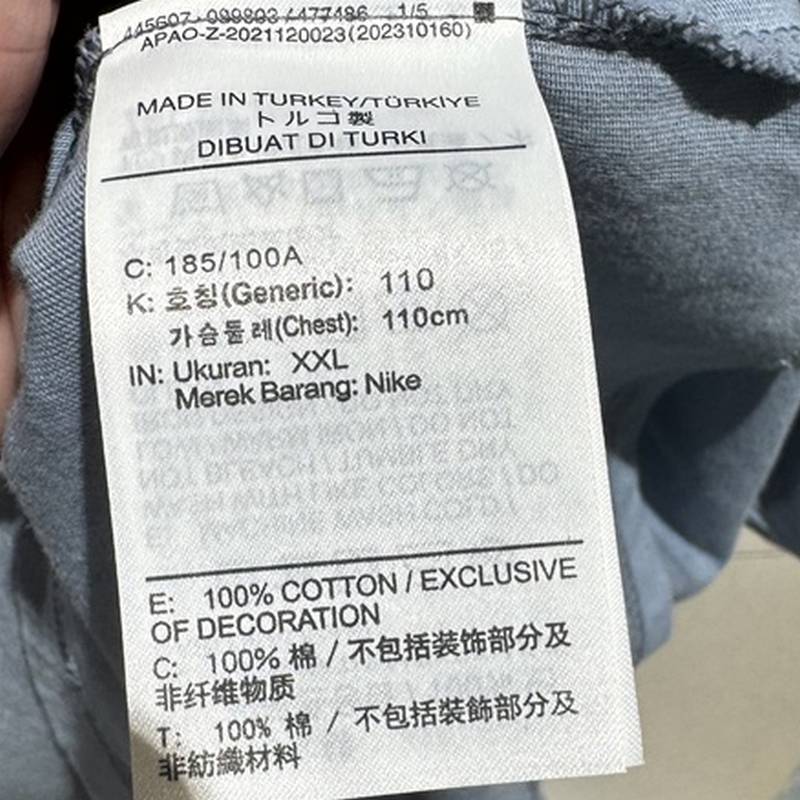 445607-099803 / 477486 1/5
APAO-Z-2021120023(202310160)
MADE IN TURKEY/TÜRKİYE
トルコ製
DIBUAT DI TURKI
C: 185/100A
K: 호칭(Generic): 110
가슴둘레(Chest): 110cm
IN: Ukuran: XXL
Merek Barang: Nike
E: 100% COTTON / EXCLUSIVE
OF DECORATION
C: 100% 棉 / 不包括装饰部分及
非纤维物质
T: 100% 棉 / 不包括裝飾部分及
非紡織材料